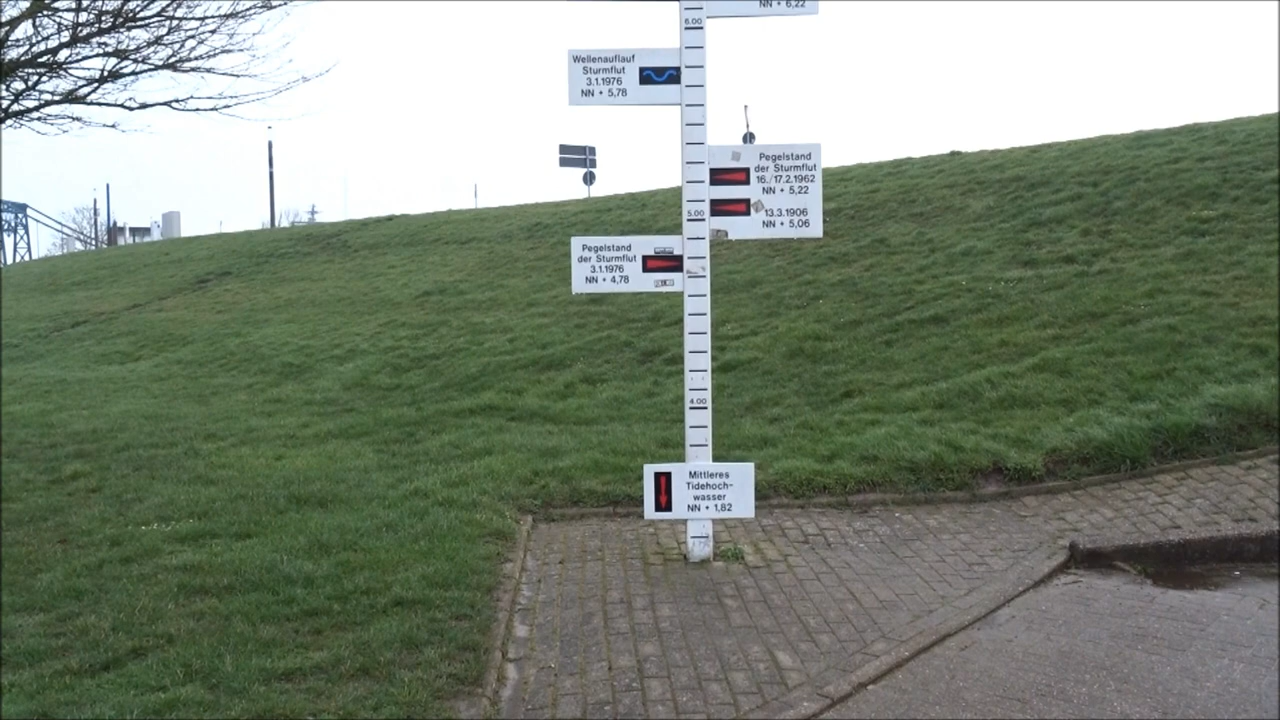 NN + 6,22
6.00
Wellenauflauf
Sturmflut
3.1.1976
NN + 5,78
Pegelstand
der Sturmflut
16./17.2.1962
NN + 5,22
13.3.1906
NN + 5,06
5.00
Pegelstand
der Sturmflut
3.1.1976
NN + 4,78
4.00
Mittleres
Tidehoch-
wasser
NN + 1,82